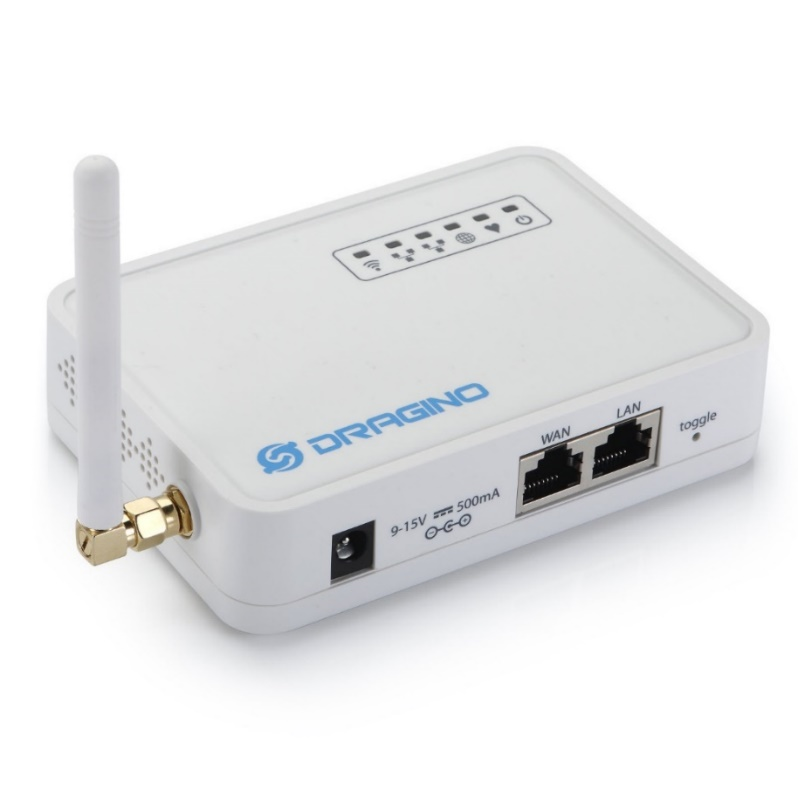 DRAGINO
9-15V ⎓ 500mA
WAN
LAN
toggle